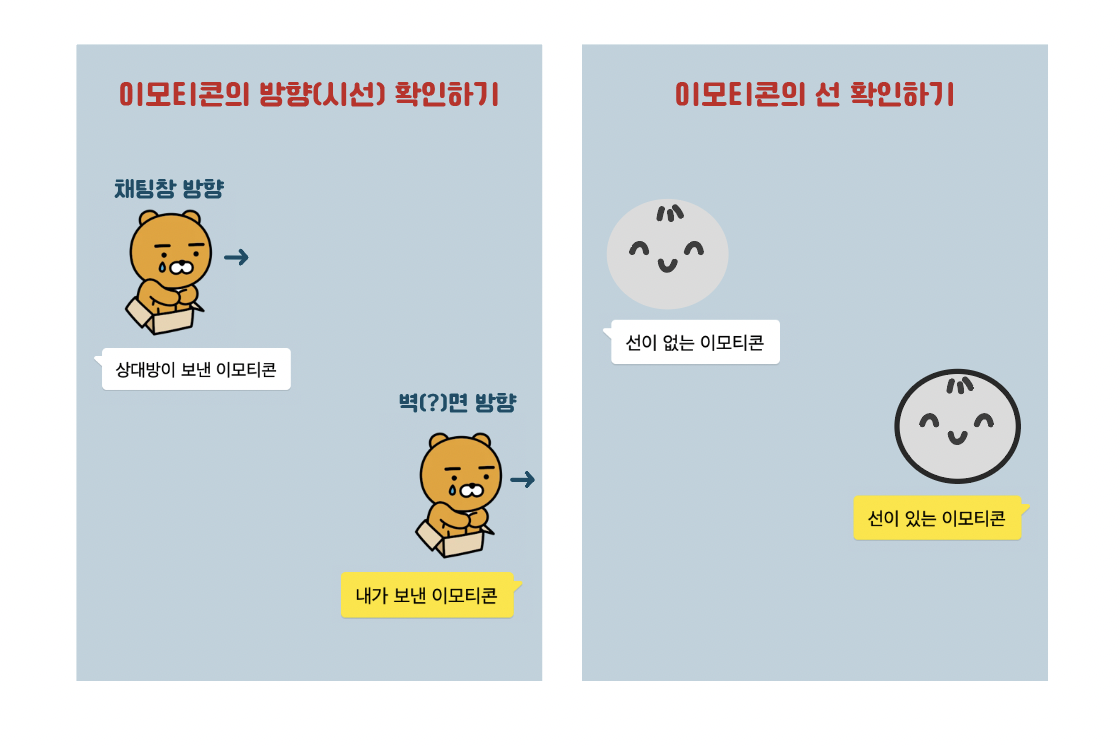 이모티콘의 방향(시선) 확인하기
채팅창 방향
상대방이 보낸 이모티콘
벽(?)면 방향
내가 보낸 이모티콘
이모티콘의 선 확인하기
선이 없는 이모티콘
선이 있는 이모티콘